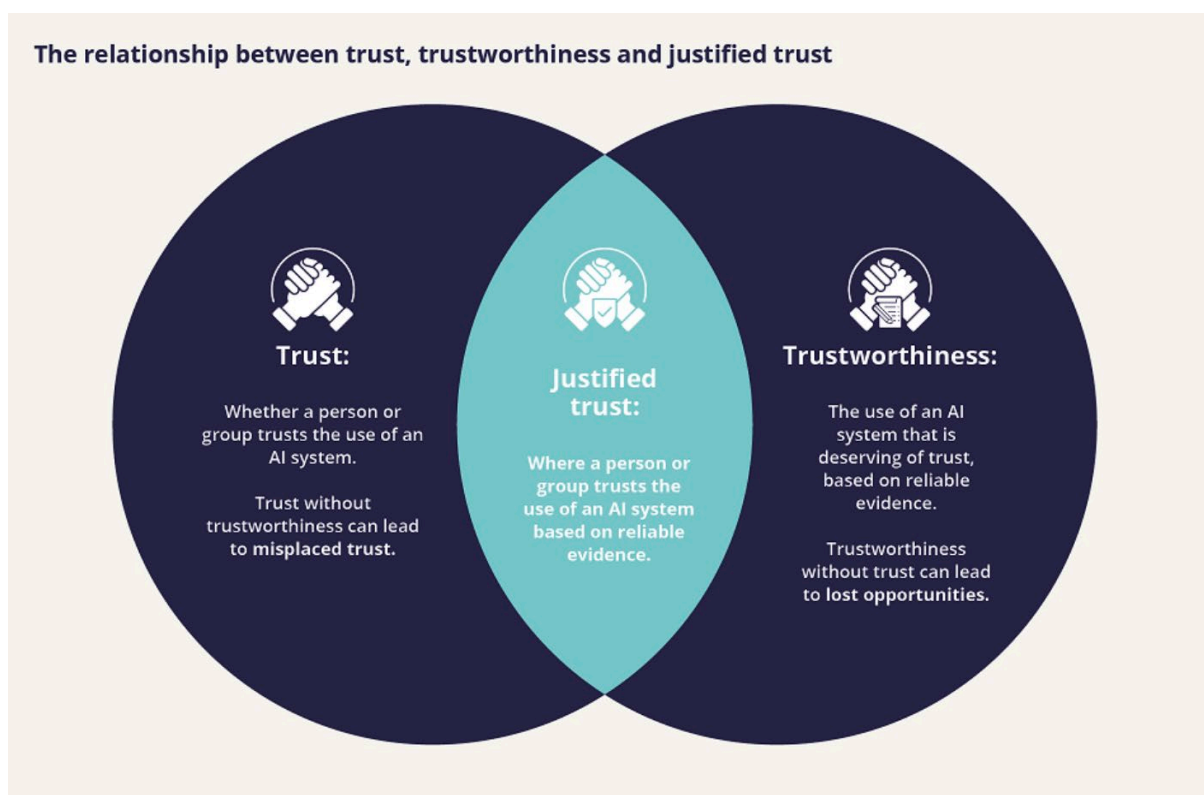 The relationship between trust, trustworthiness and justified trust
Trust:
Whether a person or
group trusts the use of an
AI system.
Trust without
trustworthiness can lead
to misplaced trust.
Justified
trust:
Where a person or
group trusts the
use of an AI system
based on reliable
evidence.
Trustworthiness:
The use of an AI
system that is
deserving of trust,
based on reliable
evidence.
Trustworthiness
without trust can lead
to lost opportunities.